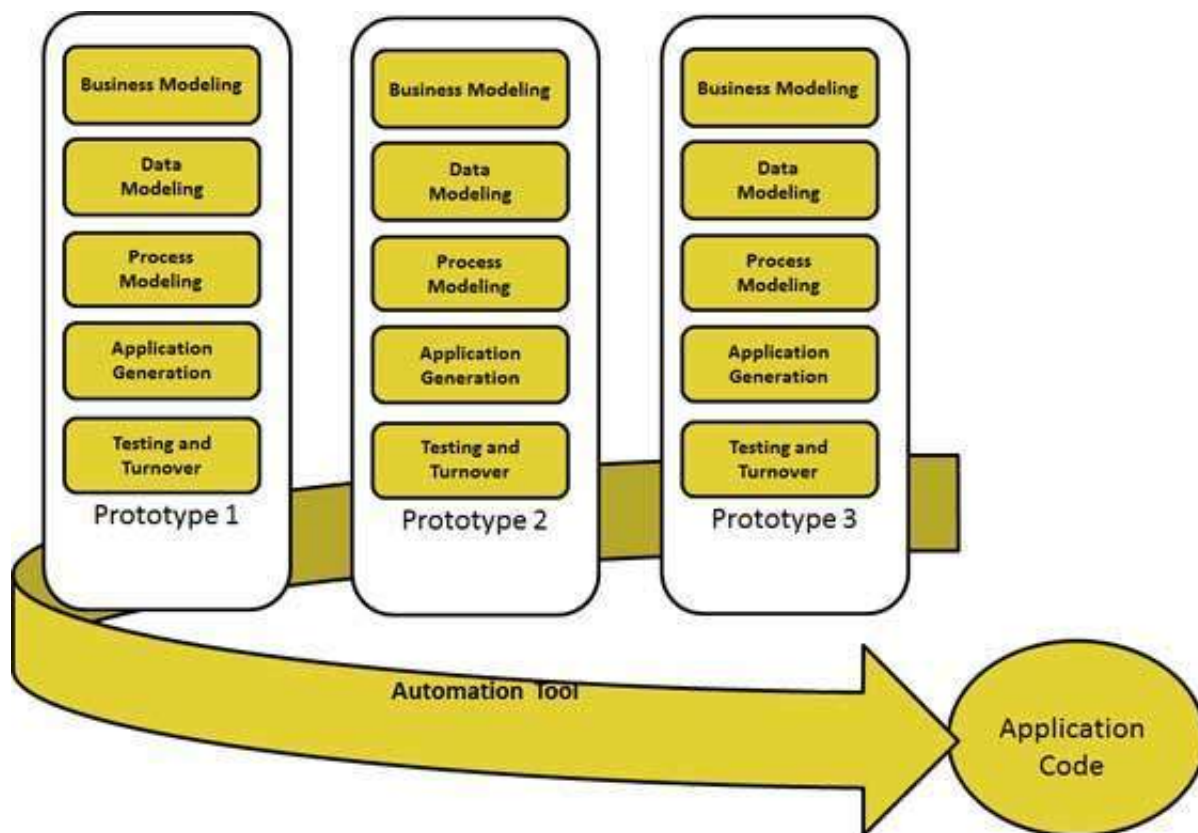 Business Modeling
Data
Modeling
Process
Modeling
Application
Generation
Testing and
Turnover
Prototype 1
Business Modeling
Data
Modeling
Process
Modeling
Application
Generation
Testing and
Turnover
Prototype 2
Business Modeling
Data
Modeling
Process
Modeling
Application
Generation
Testing and
Turnover
Prototype 3
Automation Tool
Application
Code